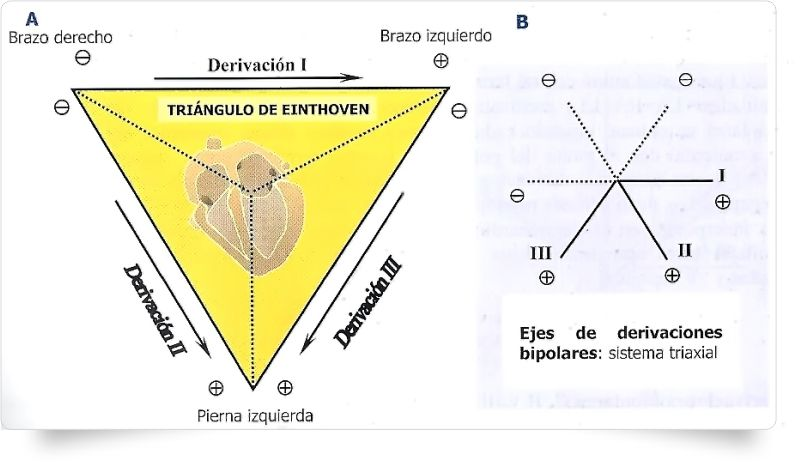 A
Brazo derecho
Brazo izquierdo
⊖
⊕
Derivación I
⊖
⊖
TRIÁNGULO DE EINTHOVEN
Derivación II
Derivación III
⊕
⊕
Pierna izquierda
B
⊖
⊖
⊖
I
⊕
III
II
⊕
⊕
Ejes de derivaciones
bipolares: sistema triaxial